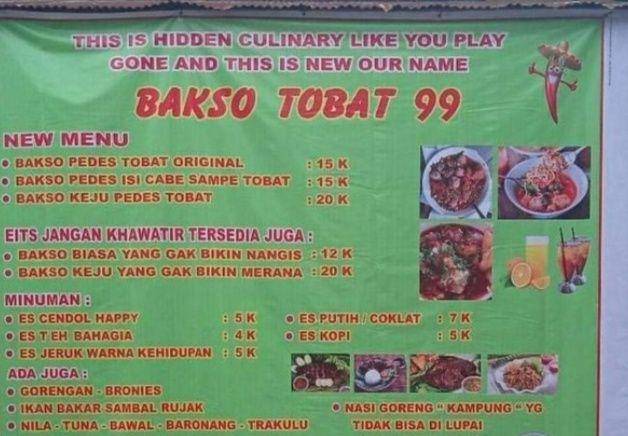 THIS IS HIDDEN CULINARY LIKE YOU PLAY
GONE AND THIS IS NEW OUR NAME
BAKSO TOBAT 99
NEW MENU
• BAKSO PEDES TOBAT ORIGINAL : 15 K
• BAKSO PEDES ISI CABE SAMPE TOBAT : 15 K
• BAKSO KEJU PEDES TOBAT : 20 K
EITS JANGAN KHAWATIR TERSEDIA JUGA :
• BAKSO BIASA YANG GAK BIKIN NANGIS : 12 K
• BAKSO KEJU YANG GAK BIKIN MERANA : 20 K
MINUMAN :
• ES CENDOL HAPPY : 5 K
• ES TEH BAHAGIA : 4 K
• ES JERUK WARNA KEHIDUPAN : 5 K
• ES PUTIH / COKLAT : 7 K
• ES KOPI : 5 K
ADA JUGA :
• GORENGAN - BRONIES
• IKAN BAKAR SAMBAL RUJAK
• NILA - TUNA - BAWAL - BARONANG - TRAKULU
• NASI GORENG " KAMPUNG " YG
TIDAK BISA DI LUPAI